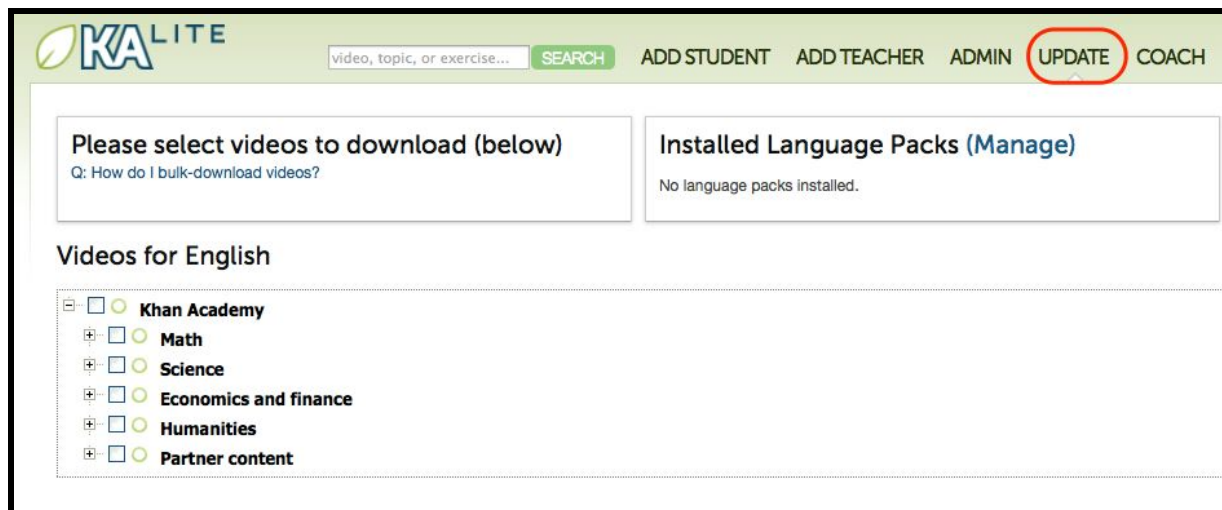 KA LITE
video, topic, or exercise... SEARCH ADD STUDENT ADD TEACHER ADMIN UPDATE COACH
Please select videos to download (below)
Q: How do I bulk-download videos?
Installed Language Packs (Manage)
No language packs installed.
Videos for English
Khan Academy
Math
Science
Economics and finance
Humanities
Partner content